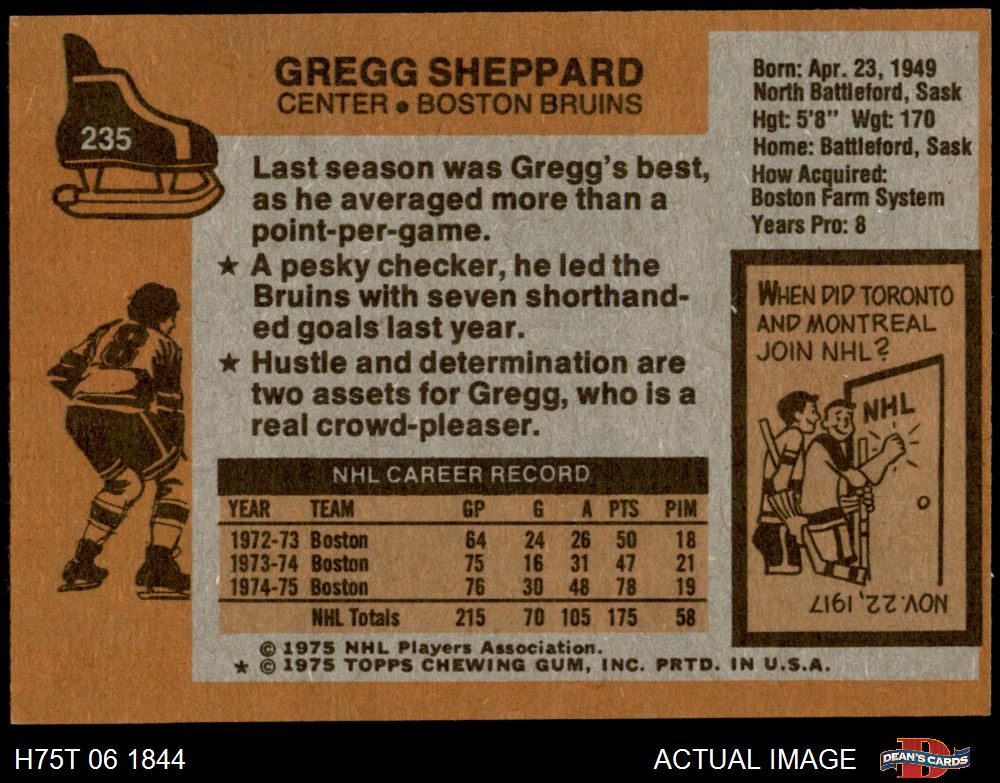 235
GREGG SHEPPARD
CENTER • BOSTON BRUINS
Born: Apr. 23, 1949
North Battleford, Sask
Hgt: 5'8" Wgt: 170
Home: Battleford, Sask
How Acquired:
Boston Farm System
Years Pro: 8
Last season was Gregg's best,
as he averaged more than a
point-per-game.
★ A pesky checker, he led the
Bruins with seven shorthand-
ed goals last year.
★ Hustle and determination are
two assets for Gregg, who is a
real crowd-pleaser.
8
WHEN DID TORONTO
AND MONTREAL
JOIN NHL?
NHL
NOV. 22, 1917
NHL CAREER RECORD
YEAR TEAM GP G A PTS PIM
1972-73 Boston 64 24 26 50 18
1973-74 Boston 75 16 31 47 21
1974-75 Boston 76 30 48 78 19
NHL Totals 215 70 105 175 58
© 1975 NHL Players Association.
★ © 1975 TOPPS CHEWING GUM, INC. PRTD. IN U.S.A.
H75T 06 1844
ACTUAL IMAGE
DEAN'S CARDS